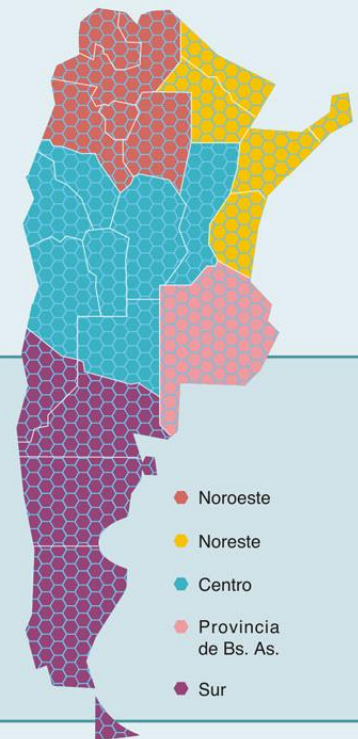 Noroeste
Noreste
Centro
Provincia
de Bs. As.
Sur